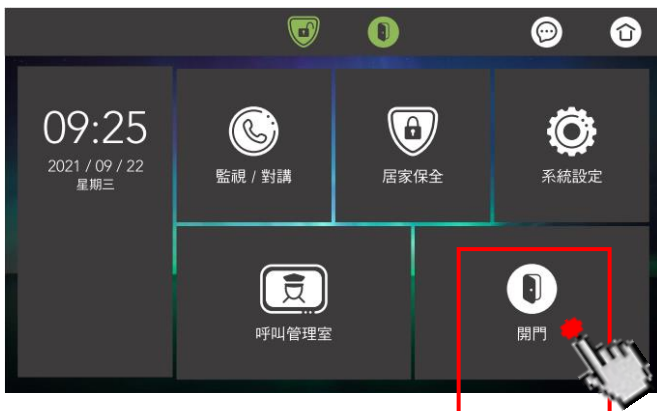 09:25
2021 / 09 / 22
星期三
監視 / 對講
居家保全
系統設定
呼叫管理室
開門